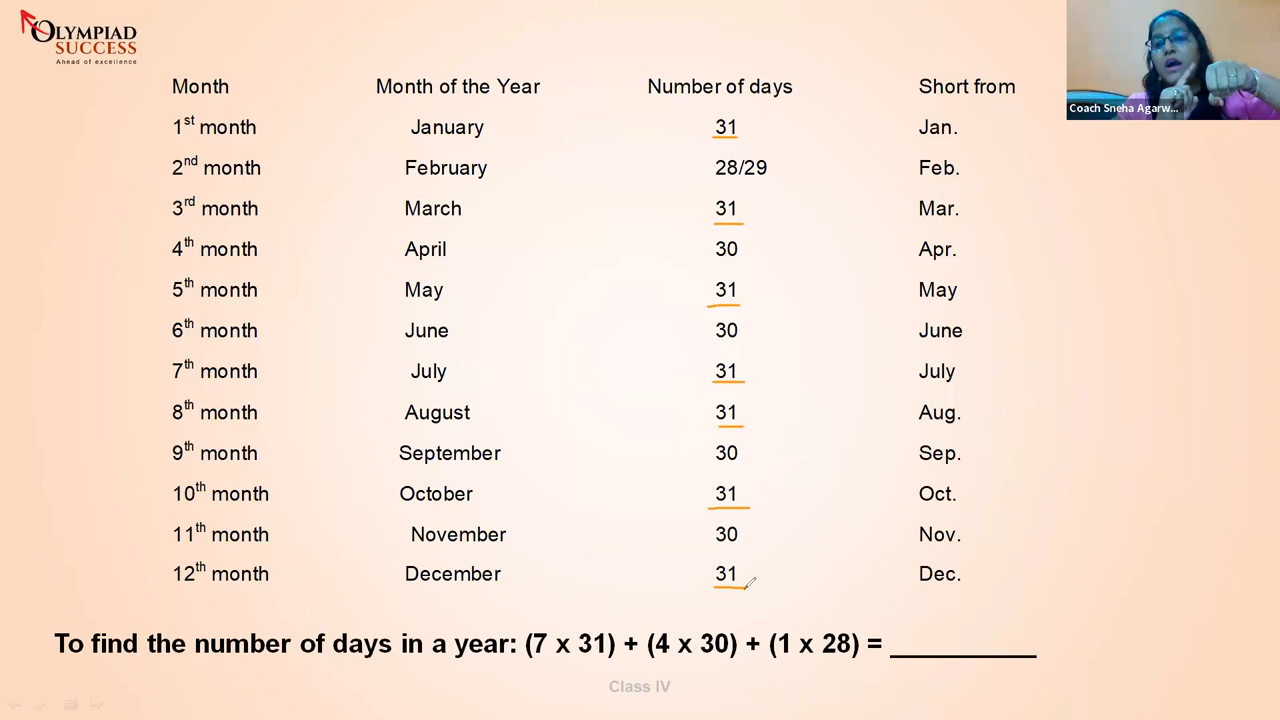 OLYMPIAD
SUCCESS
Ahead of excellence
Coach Sneha Agarw...
Month Month of the Year Number of days Short from
1st month January 31 Jan.
2nd month February 28/29 Feb.
3rd month March 31 Mar.
4th month April 30 Apr.
5th month May 31 May
6th month June 30 June
7th month July 31 July
8th month August 31 Aug.
9th month September 30 Sep.
10th month October 31 Oct.
11th month November 30 Nov.
12th month December 31 Dec.
To find the number of days in a year: (7 x 31) + (4 x 30) + (1 x 28) = __________
Class IV